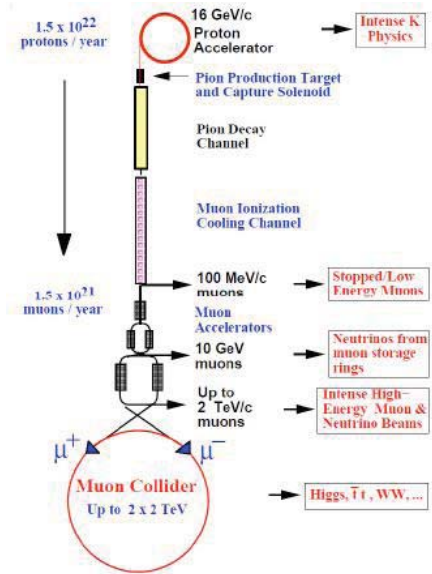 1.5 x 10²²
protons / year
16 GeV/c
Proton
Accelerator
Intense K
Physics
Pion Production Target
and Capture Solenoid
Pion Decay
Channel
Muon Ionization
Cooling Channel
100 MeV/c
muons
Stopped/Low
Energy Muons
1.5 x 10²¹
muons / year
Muon
Accelerators
10 GeV
muons
Neutrinos from
muon storage
rings
Up to
2 TeV/c
muons
Intense High-
Energy Muon &
Neutrino Beams
μ⁺
μ⁻
Muon Collider
Up to 2 x 2 TeV
Higgs, t̅t, WW, ...